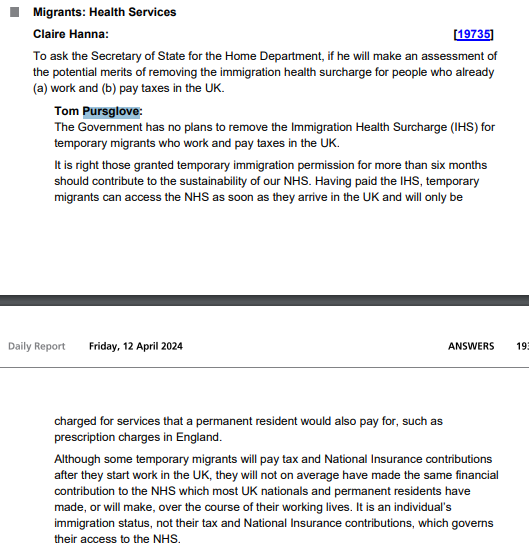 Migrants: Health Services
Claire Hanna: [19735]
To ask the Secretary of State for the Home Department, if he will make an assessment of
the potential merits of removing the immigration health surcharge for people who already
(a) work and (b) pay taxes in the UK.
Tom Pursglove:
The Government has no plans to remove the Immigration Health Surcharge (IHS) for
temporary migrants who work and pay taxes in the UK.
It is right those granted temporary immigration permission for more than six months
should contribute to the sustainability of our NHS. Having paid the IHS, temporary
migrants can access the NHS as soon as they arrive in the UK and will only be
Daily Report Friday, 12 April 2024 ANSWERS
charged for services that a permanent resident would also pay for, such as
prescription charges in England.
Although some temporary migrants will pay tax and National Insurance contributions
after they start work in the UK, they will not on average have made the same financial
contribution to the NHS which most UK nationals and permanent residents have
made, or will make, over the course of their working lives. It is an individual's
immigration status, not their tax and National Insurance contributions, which governs
their access to the NHS.